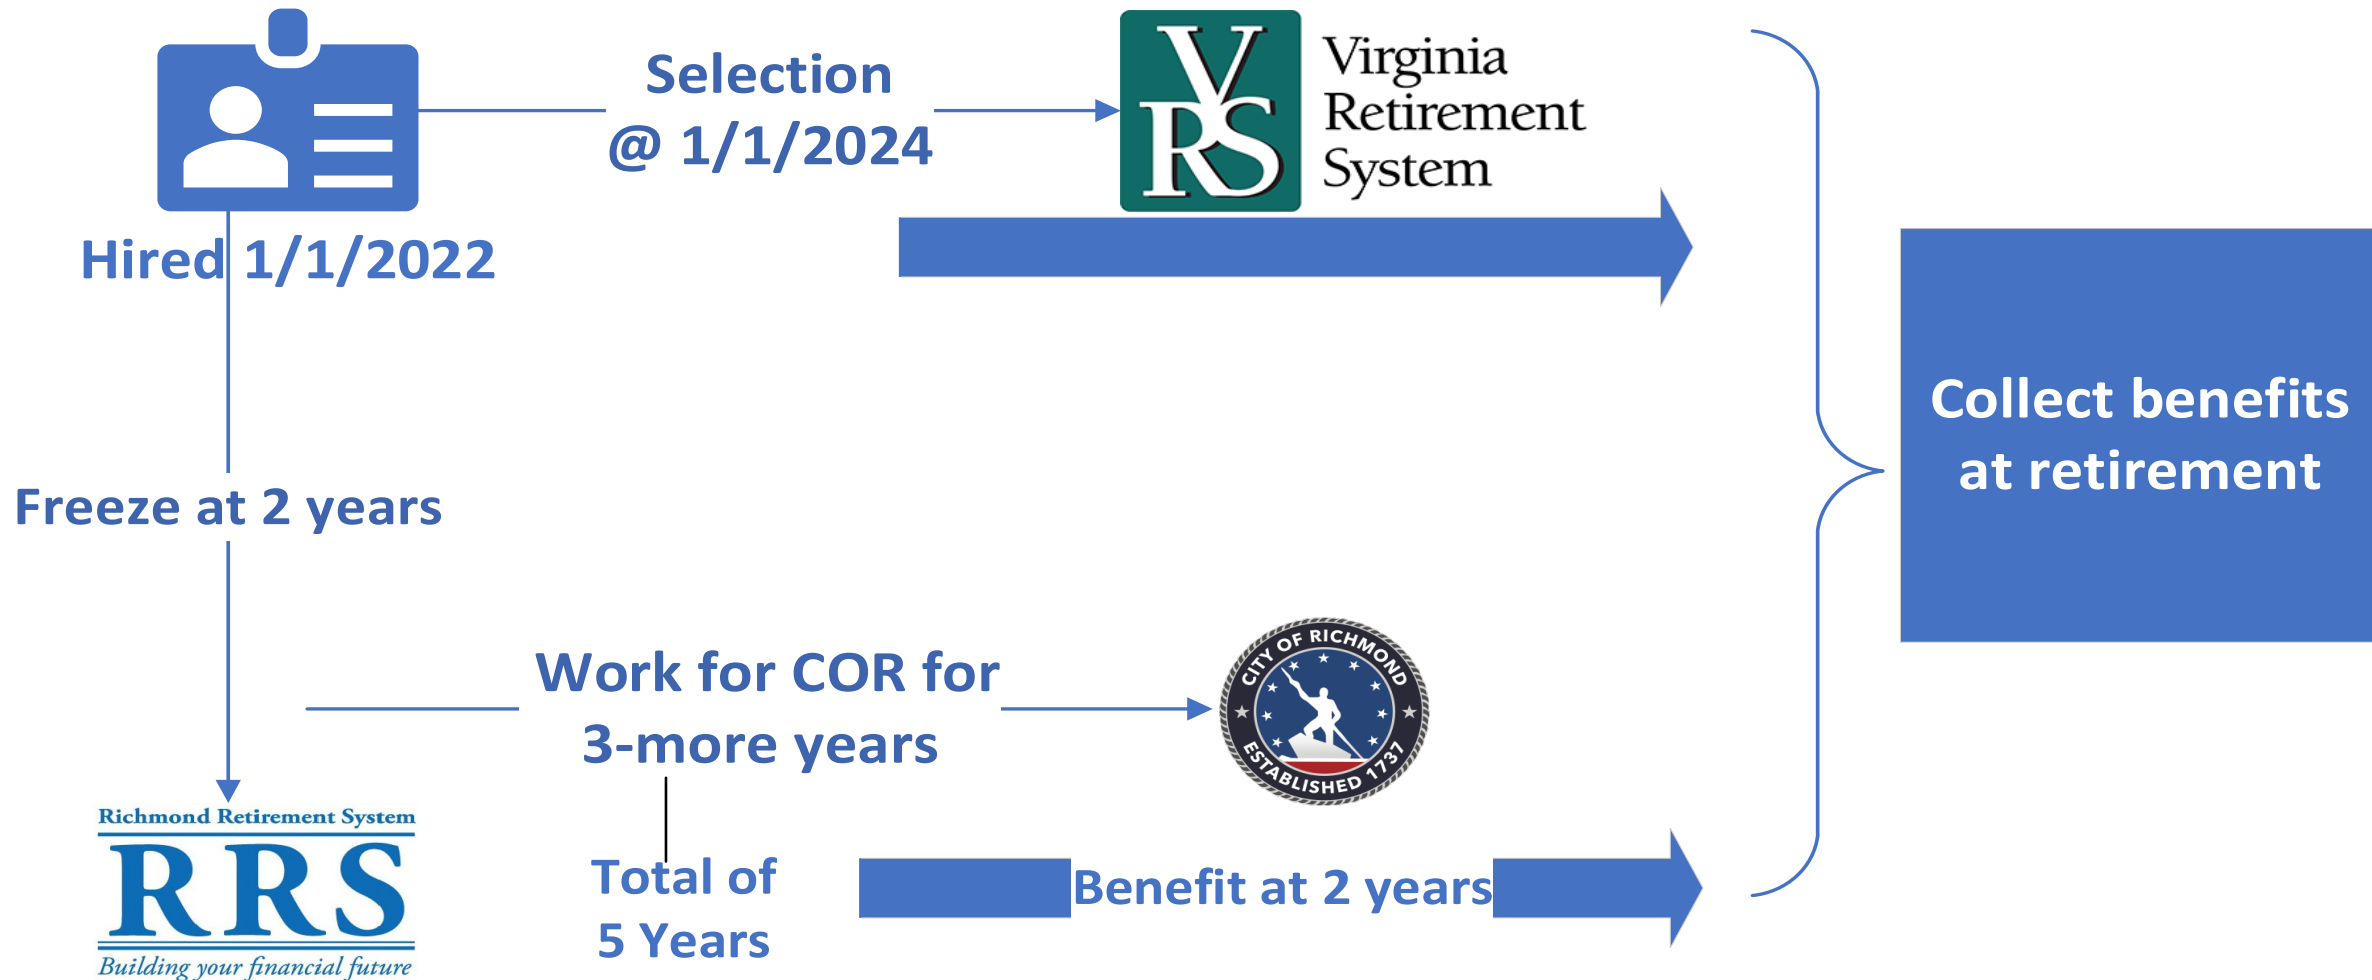 Selection
@ 1/1/2024
VRS
Virginia
Retirement
System
Hired 1/1/2022
Collect benefits
at retirement
Freeze at 2 years
Work for COR for
3-more years
CITY OF RICHMOND
ESTABLISHED 1737
Richmond Retirement System
RRS
Building your financial future
Total of
5 Years
Benefit at 2 years